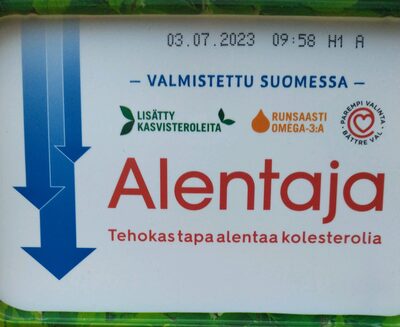 03.07.2023 09:58 H1 A
– VALMISTETTU SUOMESSA –
LISÄTTY
KASVISTEROLEITA
RUNSAASTI
OMEGA-3:A
PAREMPI VALINTA
BÄTTRE VAL
Alentaja
Tehokas tapa alentaa kolesterolia